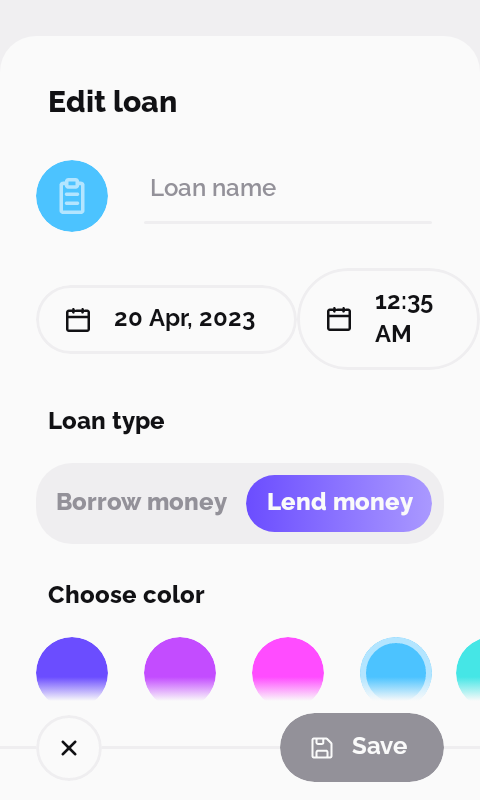 Edit loan
Loan name
20 Apr, 2023
12:35
AM
Loan type
Borrow money
Lend money
Choose color
Save